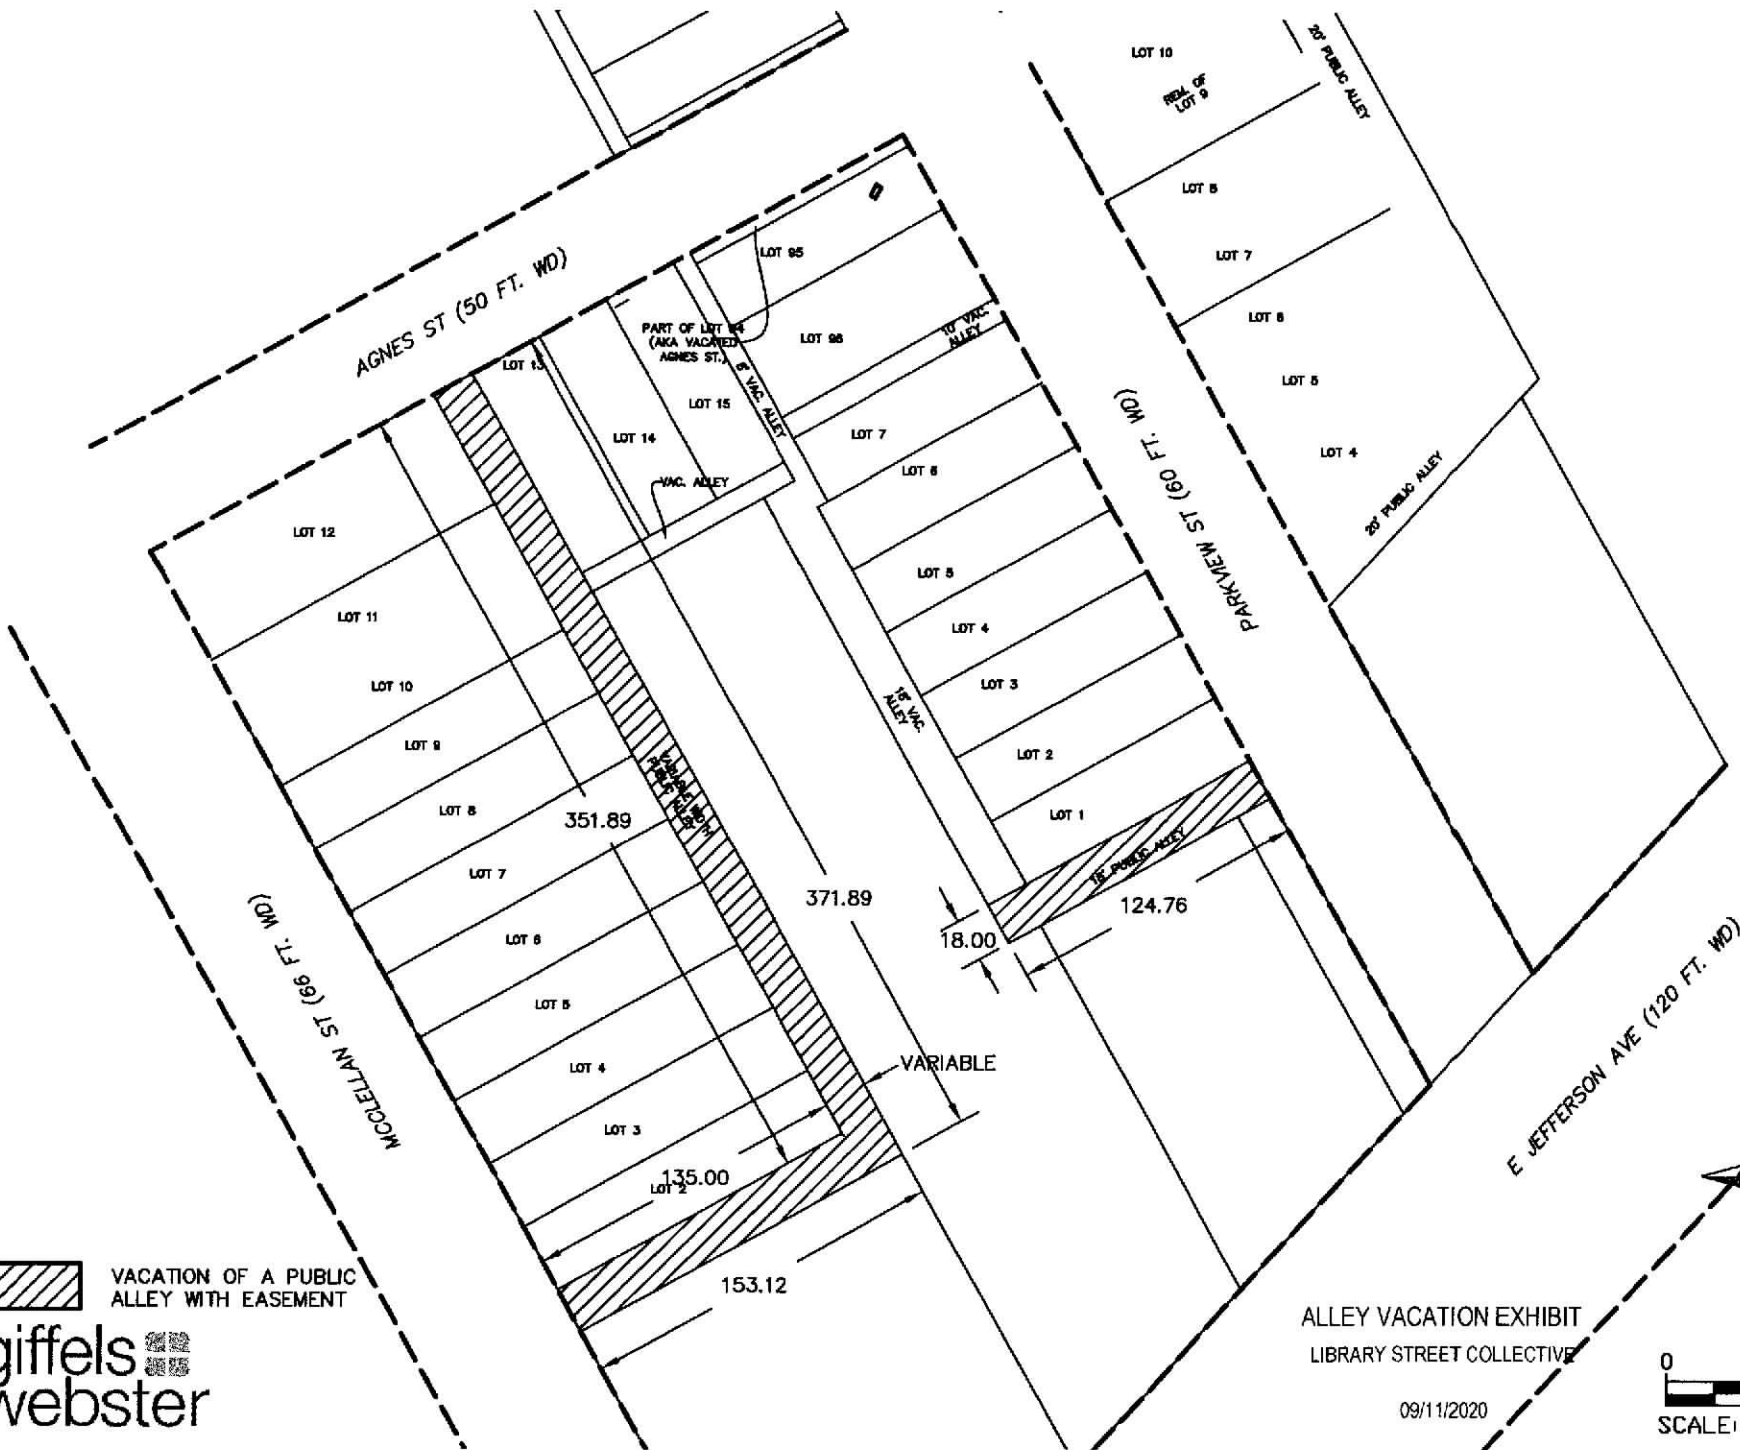 LOT 10
REM. OF
LOT 9
20' PUBLIC ALLEY
LOT 8
LOT 7
LOT 6
LOT 5
LOT 4
20' PUBLIC ALLEY
AGNES ST (50 FT. WD)
LOT 95
LOT 96
10' VAC.
ALLEY
PART OF LOT 94
(AKA VACATED
AGNES ST.)
LOT 13
LOT 14
LOT 15
VAC. ALLEY
VAC. ALLEY
LOT 7
LOT 6
LOT 5
LOT 4
LOT 3
LOT 2
LOT 1
PARKVIEW ST (60 FT. WD)
LOT 12
LOT 11
LOT 10
LOT 9
LOT 8
LOT 7
LOT 6
LOT 5
LOT 4
LOT 3
LOT 2
VARIABLE WIDTH
PUBLIC ALLEY
VAC.
ALLEY
18' PUBLIC ALLEY
351.89
371.89
18.00
124.76
VARIABLE
135.00
153.12
MCCLELLAN ST (66 FT. WD)
E JEFFERSON AVE (120 FT. WD)
VACATION OF A PUBLIC
ALLEY WITH EASEMENT
giffels
webster
ALLEY VACATION EXHIBIT
LIBRARY STREET COLLECTIVE
09/11/2020
0
SCALE: